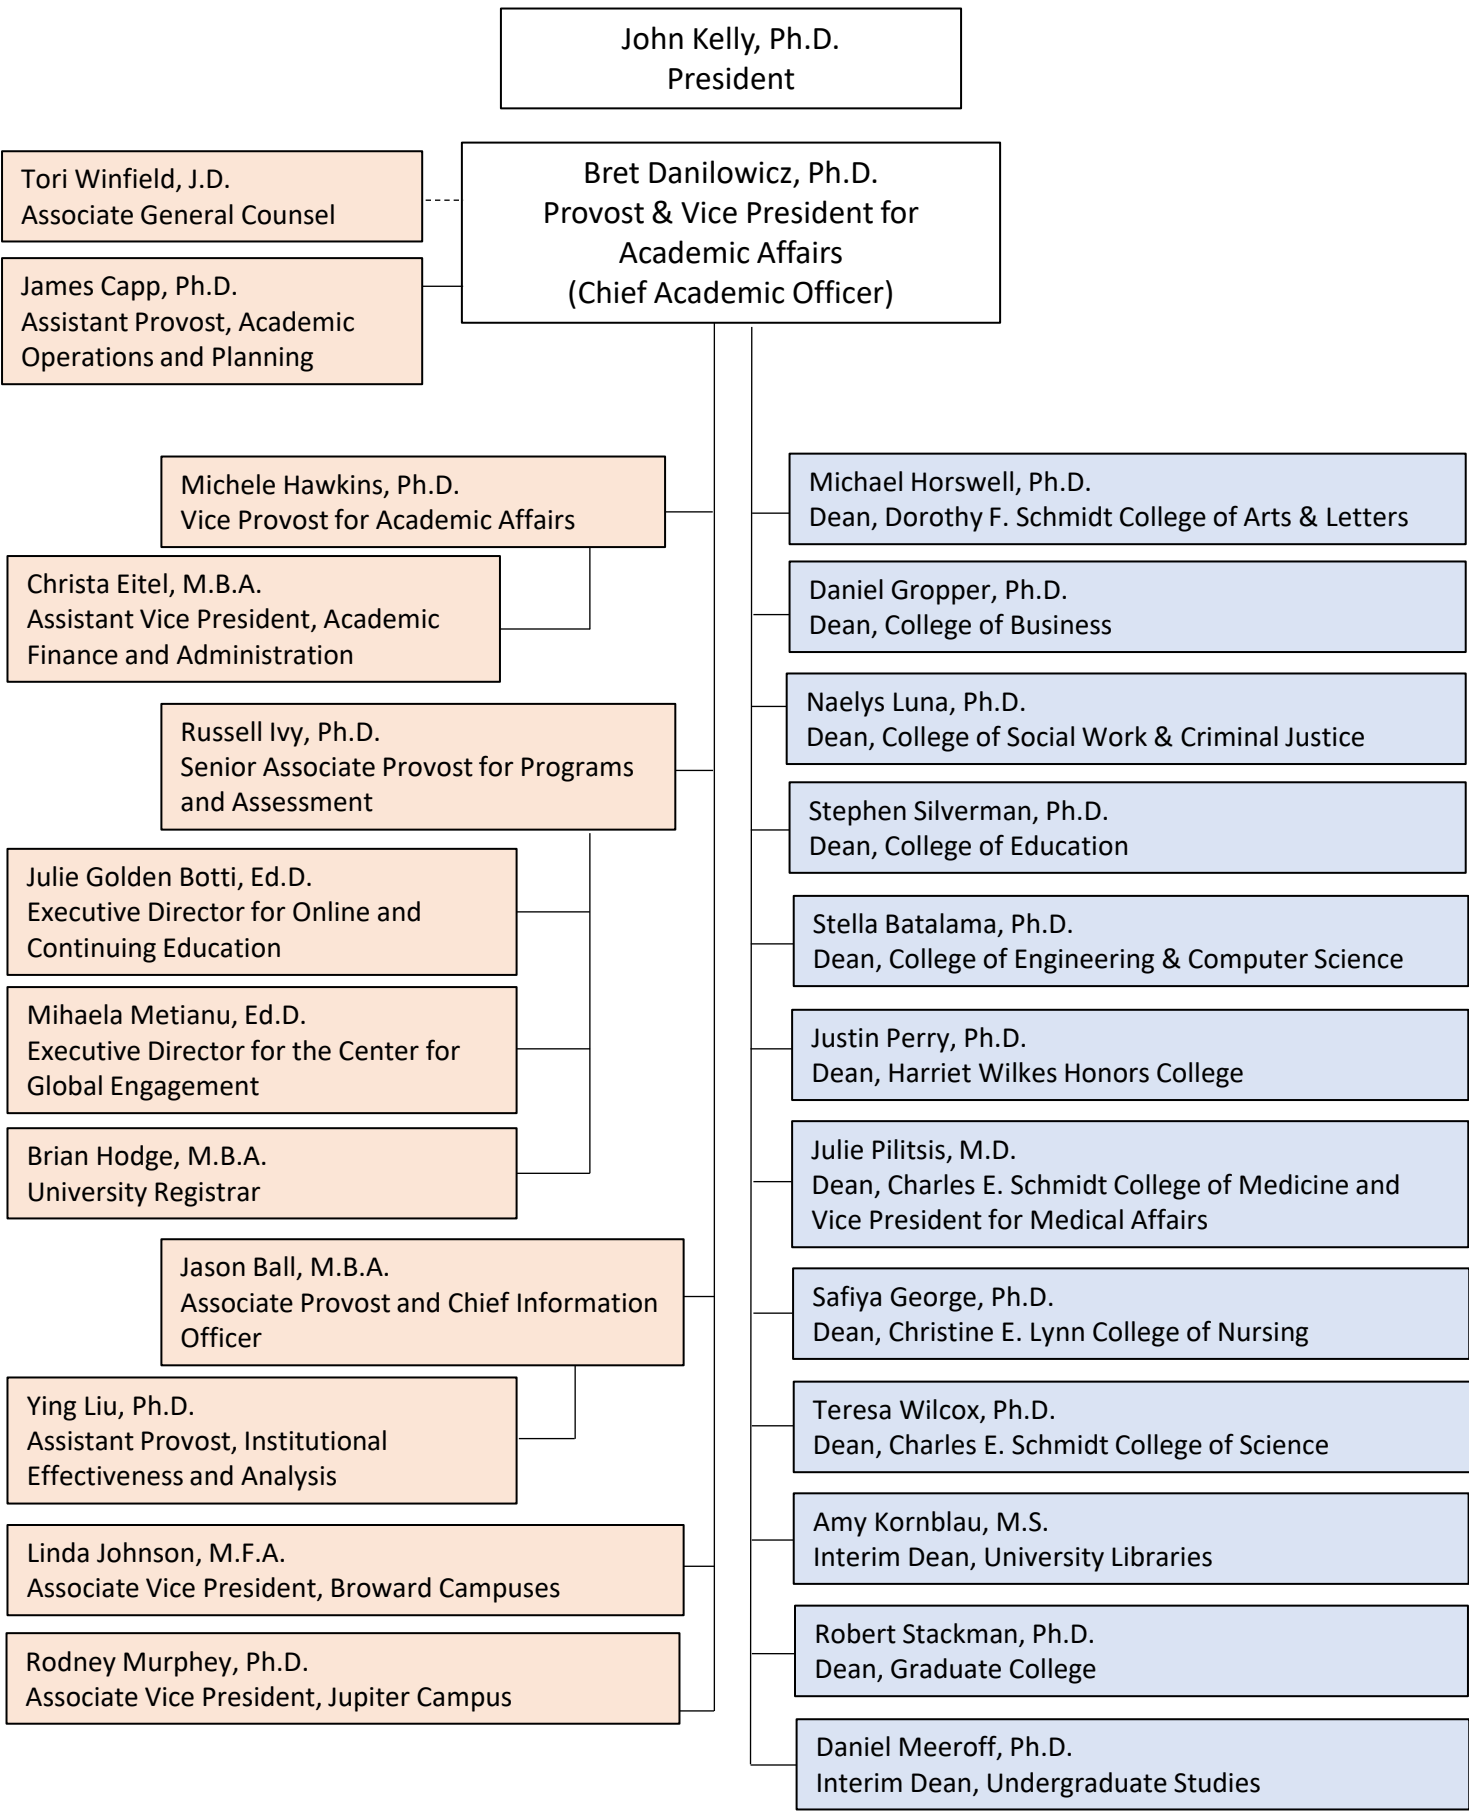 John Kelly, Ph.D.
President
Tori Winfield, J.D.
Associate General Counsel
Bret Danilowicz, Ph.D.
Provost & Vice President for
Academic Affairs
(Chief Academic Officer)
James Capp, Ph.D.
Assistant Provost, Academic
Operations and Planning
Michele Hawkins, Ph.D.
Vice Provost for Academic Affairs
Christa Eitel, M.B.A.
Assistant Vice President, Academic
Finance and Administration
Russell Ivy, Ph.D.
Senior Associate Provost for Programs
and Assessment
Julie Golden Botti, Ed.D.
Executive Director for Online and
Continuing Education
Mihaela Metianu, Ed.D.
Executive Director for the Center for
Global Engagement
Brian Hodge, M.B.A.
University Registrar
Jason Ball, M.B.A.
Associate Provost and Chief Information
Officer
Ying Liu, Ph.D.
Assistant Provost, Institutional
Effectiveness and Analysis
Linda Johnson, M.F.A.
Associate Vice President, Broward Campuses
Rodney Murphey, Ph.D.
Associate Vice President, Jupiter Campus
Michael Horswell, Ph.D.
Dean, Dorothy F. Schmidt College of Arts & Letters
Daniel Gropper, Ph.D.
Dean, College of Business
Naelys Luna, Ph.D.
Dean, College of Social Work & Criminal Justice
Stephen Silverman, Ph.D.
Dean, College of Education
Stella Batalama, Ph.D.
Dean, College of Engineering & Computer Science
Justin Perry, Ph.D.
Dean, Harriet Wilkes Honors College
Julie Pilitsis, M.D.
Dean, Charles E. Schmidt College of Medicine and
Vice President for Medical Affairs
Safiya George, Ph.D.
Dean, Christine E. Lynn College of Nursing
Teresa Wilcox, Ph.D.
Dean, Charles E. Schmidt College of Science
Amy Kornblau, M.S.
Interim Dean, University Libraries
Robert Stackman, Ph.D.
Dean, Graduate College
Daniel Meeroff, Ph.D.
Interim Dean, Undergraduate Studies